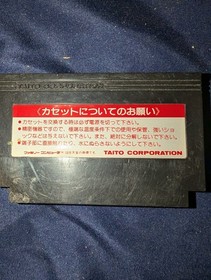 〈カセットについてのお願い〉
●カセットを交換する時は必ず電源を切って下さい。
●精密機器ですので、極端な温度条件下での使用や保管、強いショックなどはさけて下さい。また、絶対に分解しないで下さい。
●端子部に直接触れたり、水にぬらさないようにして下さい。
TAITO CORPORATION